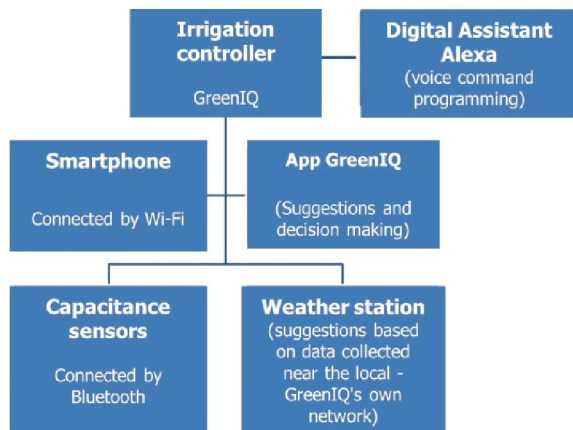 Irrigation
controller
GreenIQ
Digital Assistant
Alexa
(voice command
programming)
Smartphone
Connected by Wi-Fi
App GreenIQ
(Suggestions and
decision making)
Capacitance
sensors
Connected by
Bluetooth
Weather station
(suggestions based
on data collected
near the local -
GreenIQ's own
network)